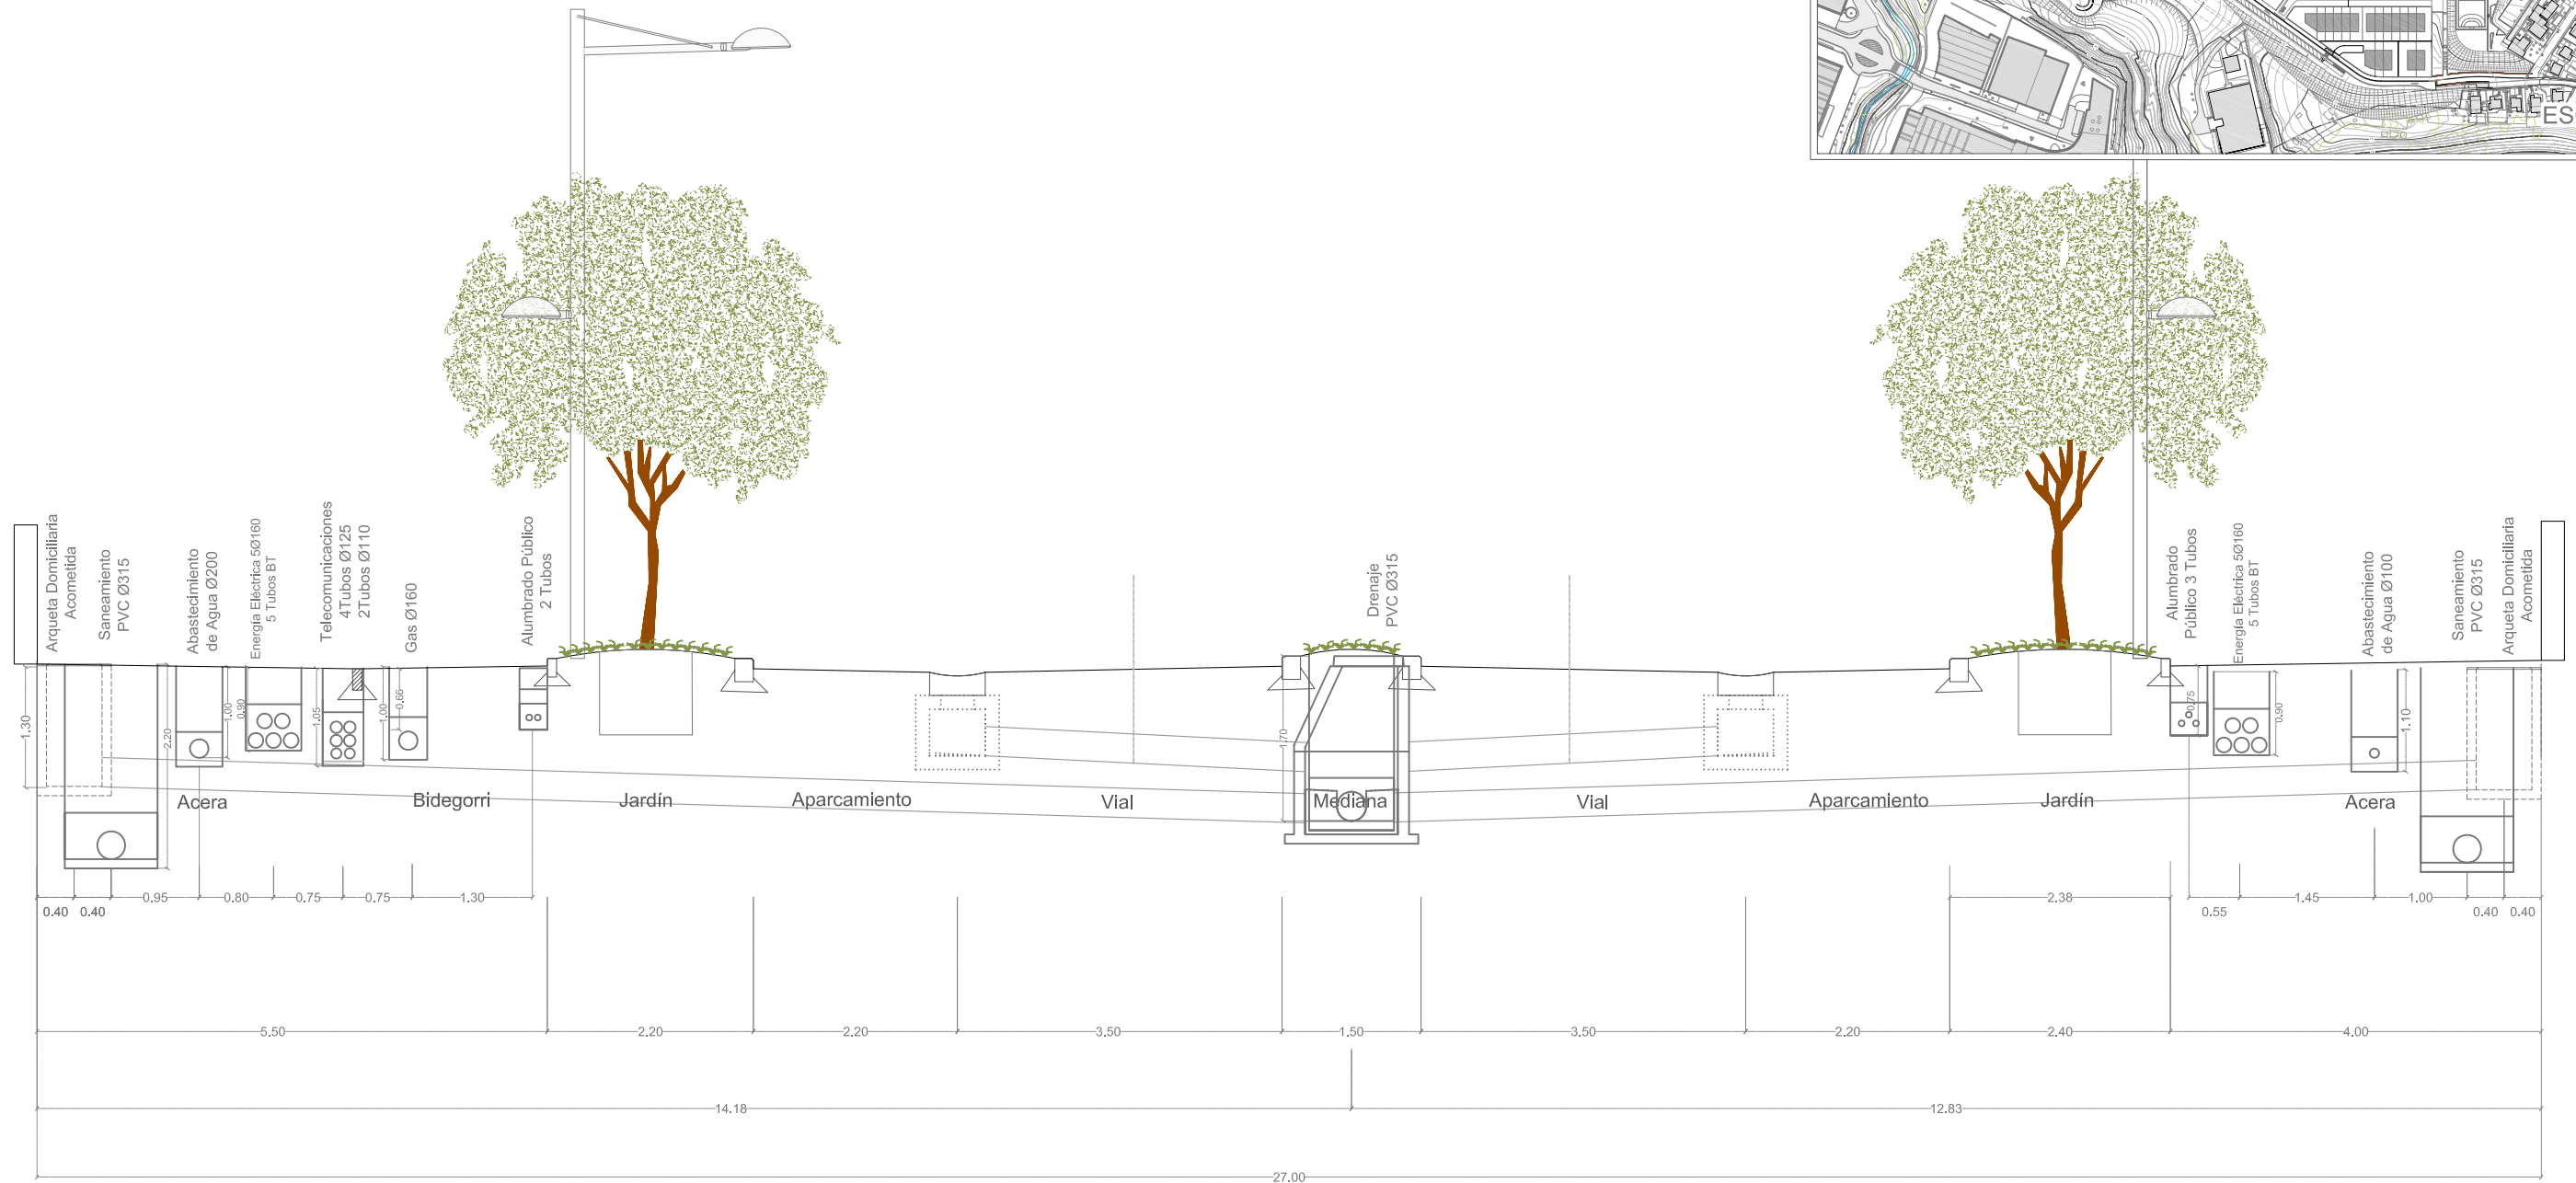 ES
Arqueta Domiciliaria
Acometida
Saneamiento
PVC Ø315
Abastecimiento
de Agua Ø200
Energía Eléctrica 5Ø160
5 Tubos BT
Telecomunicaciones
4Tubos Ø125
2Tubos Ø110
Gas Ø160
Alumbrado Público
2 Tubos
Drenaje
PVC Ø315
Alumbrado
Público 3 Tubos
Energía Eléctrica 5Ø160
5 Tubos BT
Abastecimiento
de Agua Ø100
Saneamiento
PVC Ø315
Arqueta Domiciliaria
Acometida
1.30
2.20
1.00
0.90
1.05
1.00
0.66
1.70
0.75
0.90
1.10
Acera
Bidegorri
Jardín
Aparcamiento
Vial
Mediana
Vial
Aparcamiento
Jardín
Acera
0.95 0.80 0.75 0.75 1.30 2.38 1.45 1.00
0.40 0.40 0.55 0.40 0.40
5.50 2.20 2.20 3.50 1.50 3.50 2.20 2.40 4.00
14.18 12.83
27.00